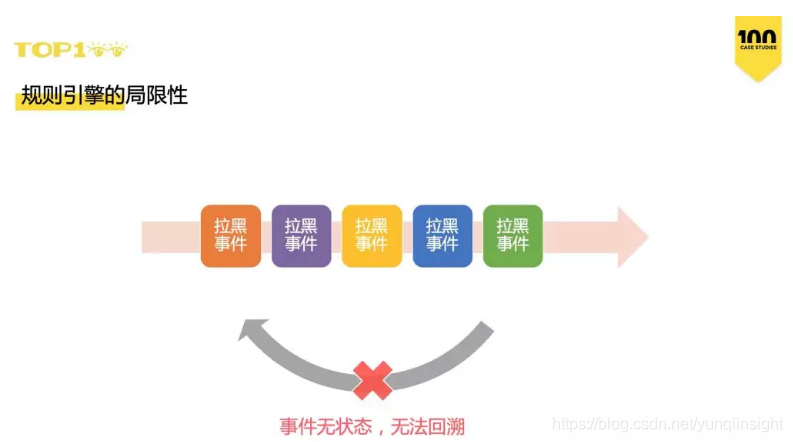 TOP100
100
CASE STUDIES
规则引擎的局限性
拉黑
事件
拉黑
事件
拉黑
事件
拉黑
事件
拉黑
事件
事件无状态，无法回溯
https://blog.csdn.net/yunqiinsight